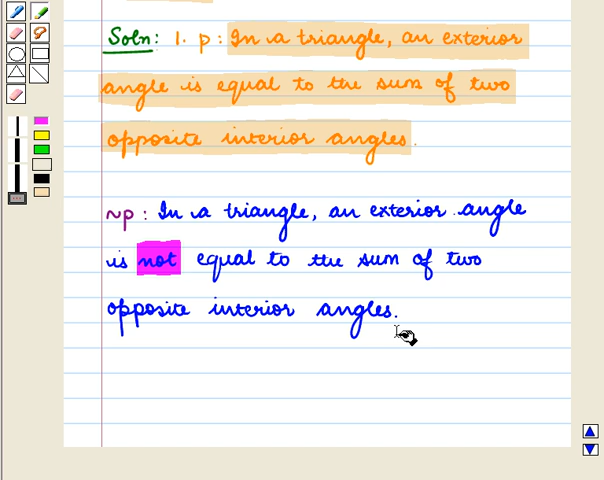 Soln: 1. p: In a triangle, an exterior
angle is equal to the sum of two
opposite interior angles.
~p: In a triangle, an exterior angle
is not equal to the sum of two
opposite interior angles.